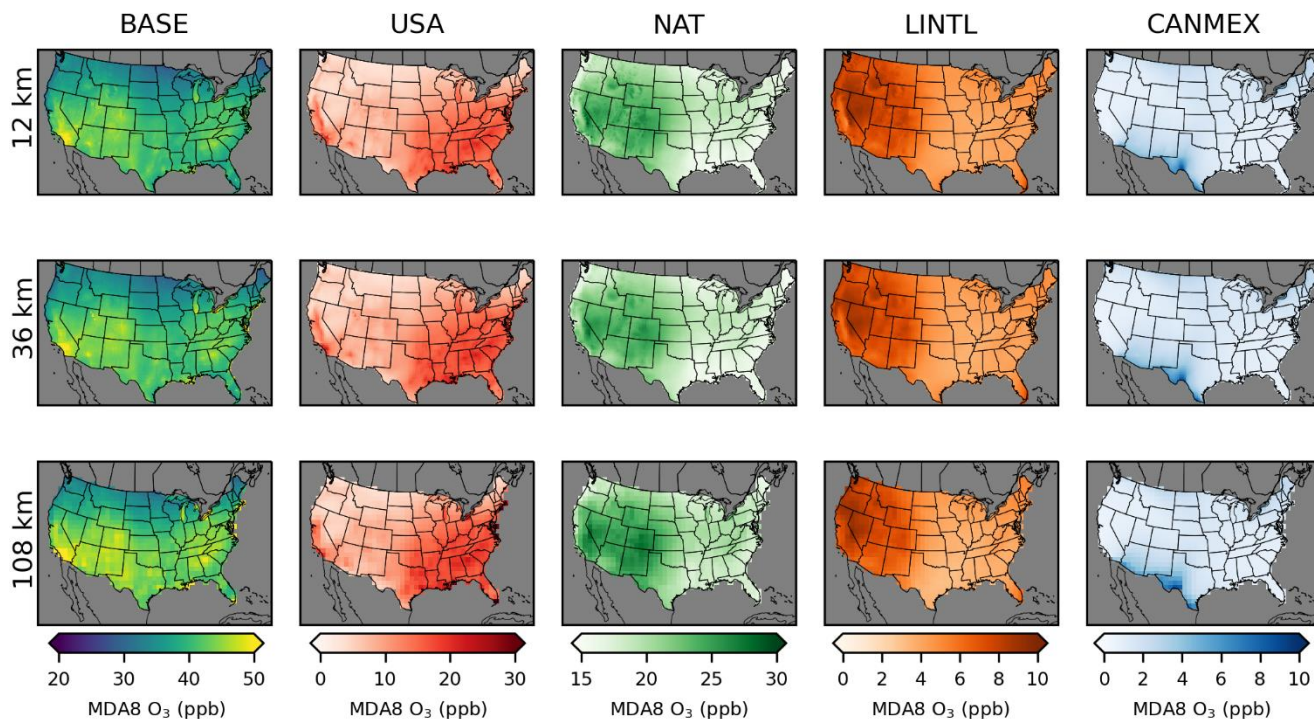 BASE USA NAT LINTL CANMEX
12 km
36 km
108 km
20 30 40 50 0 10 20 30 15 20 25 30 0 2 4 6 8 10 0 2 4 6 8 10
MDA8 O₃ (ppb) MDA8 O₃ (ppb) MDA8 O₃ (ppb) MDA8 O₃ (ppb) MDA8 O₃ (ppb)